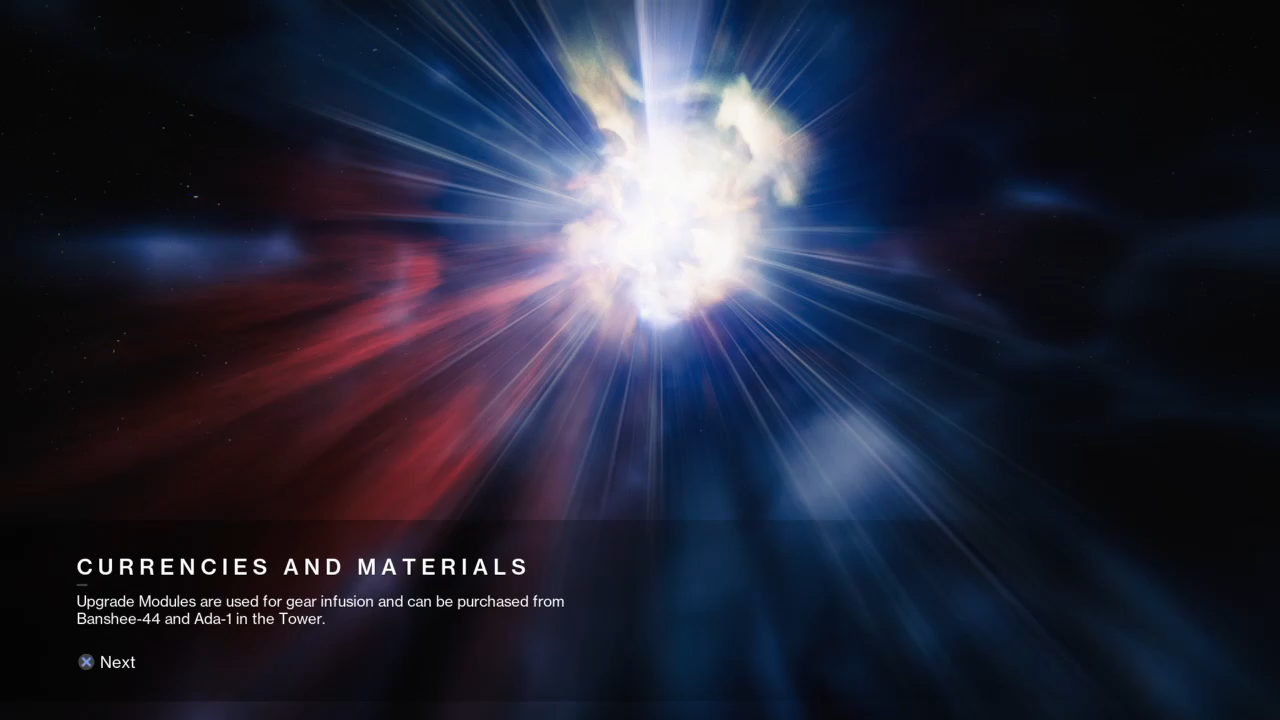 CURRENCIES AND MATERIALS
Upgrade Modules are used for gear infusion and can be purchased from
Banshee-44 and Ada-1 in the Tower.
Next